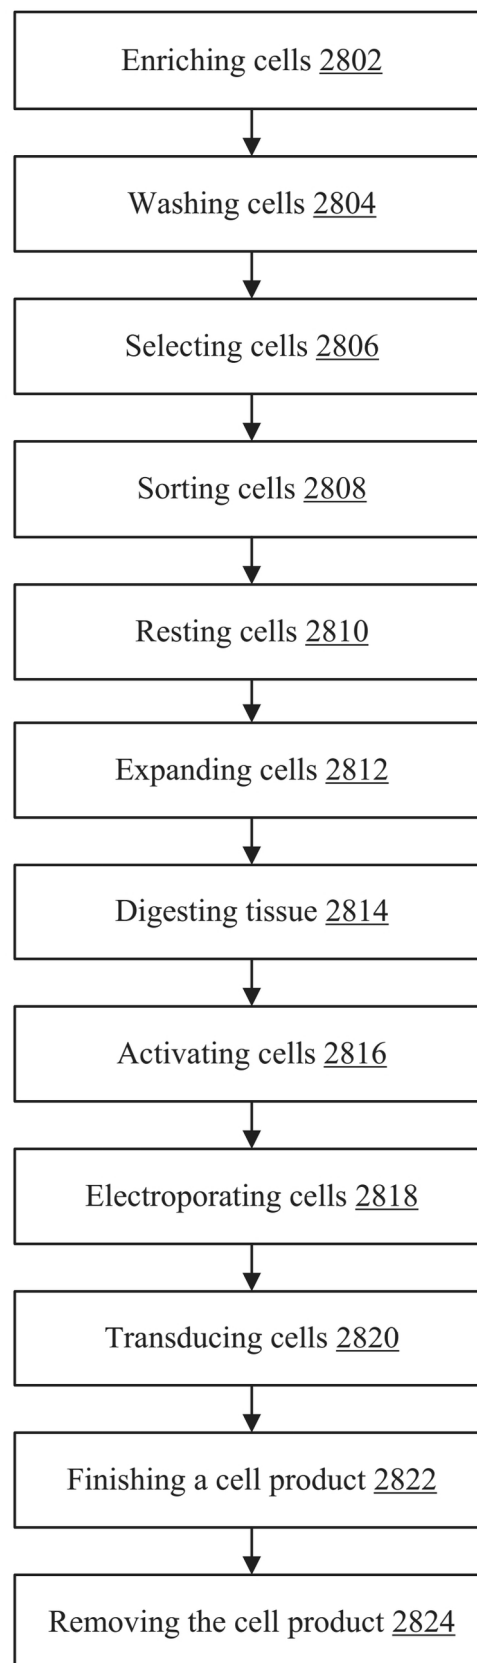 Enriching cells 2802
Washing cells 2804
Selecting cells 2806
Sorting cells 2808
Resting cells 2810
Expanding cells 2812
Digesting tissue 2814
Activating cells 2816
Electroporating cells 2818
Transducing cells 2820
Finishing a cell product 2822
Removing the cell product 2824